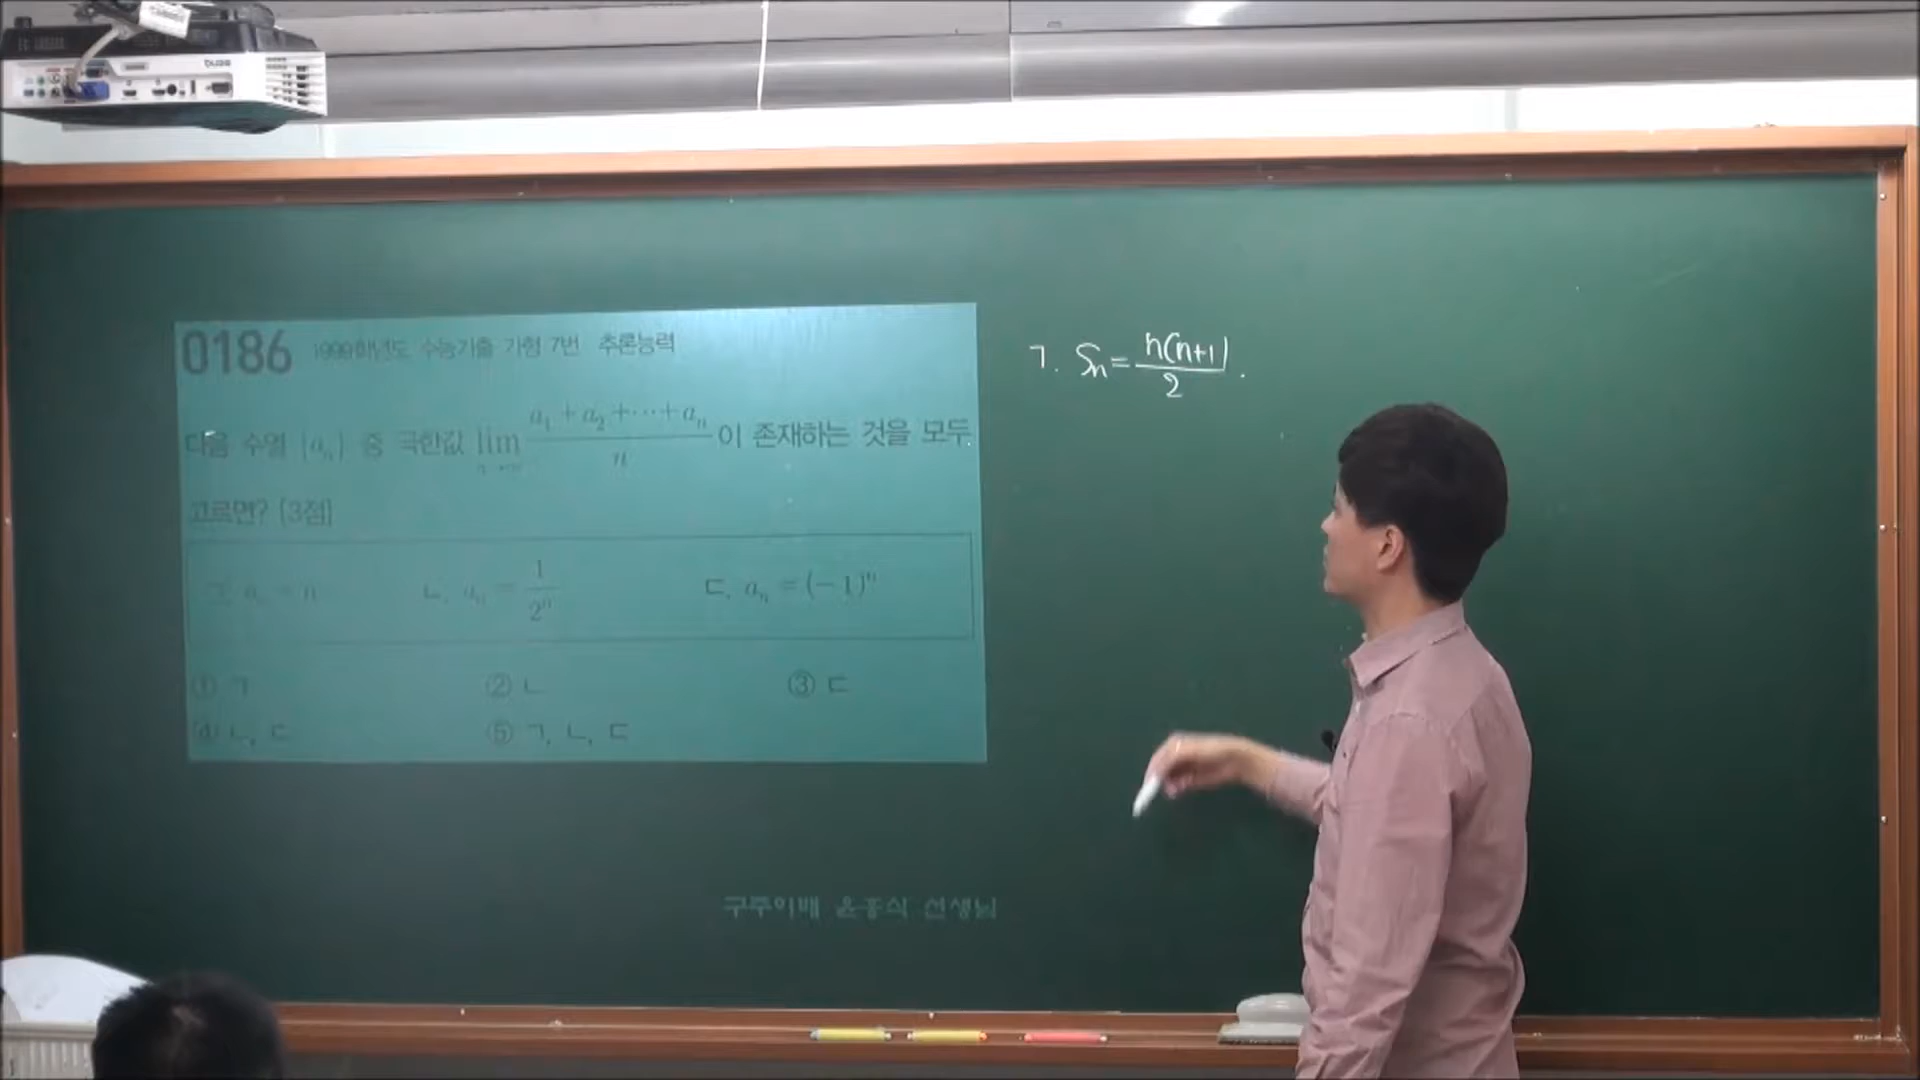 BenQ
0186 1999학년도 수능기출 가형 7번 추론능력
다음 수열 {aₙ} 중 극한값 lim (a₁ + a₂ + ⋯ + aₙ)/n 이 존재하는 것을 모두
고르면? [3점]
ㄱ. aₙ = n ㄴ. aₙ = 1/2ⁿ ㄷ. aₙ = (−1)ⁿ
① ㄱ ② ㄴ ③ ㄷ
④ ㄴ, ㄷ ⑤ ㄱ, ㄴ, ㄷ
ㄱ. Sₙ = n(n+1)/2 .
구주이배 윤홍식 선생님